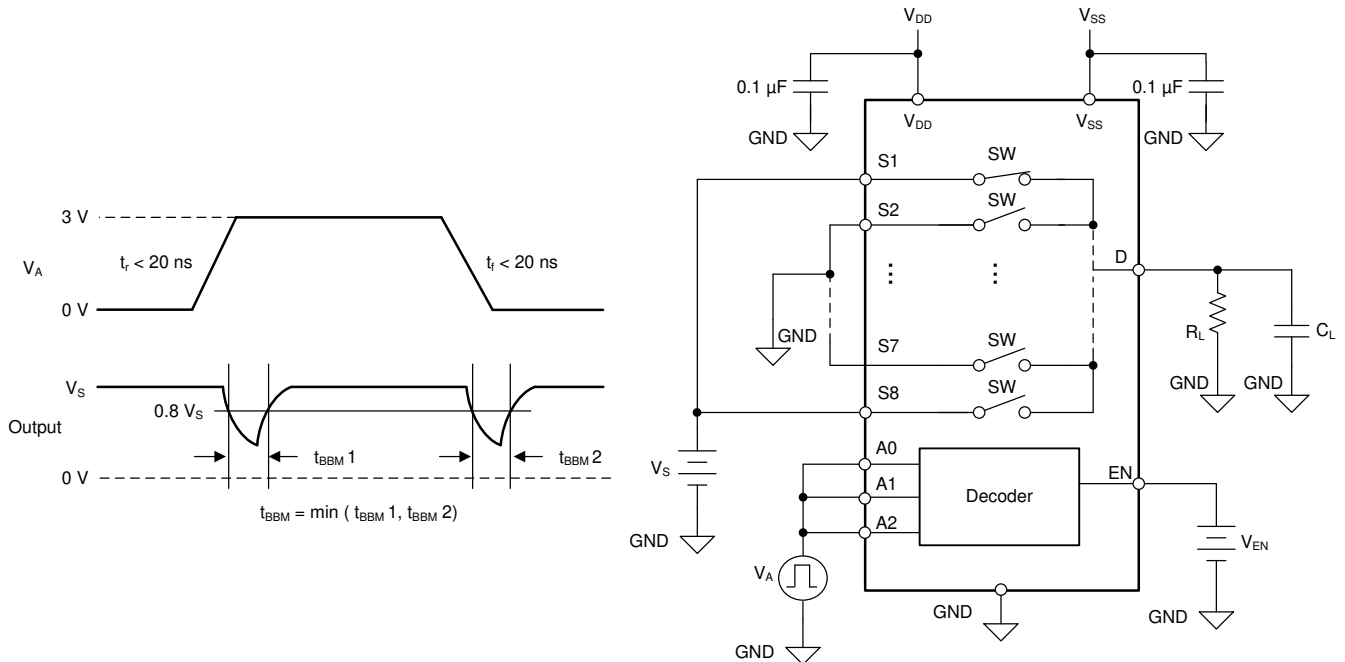 3 V
V_A
t_r < 20 ns
t_f < 20 ns
0 V
V_S
0.8 V_S
Output
t_BBM 1
t_BBM 2
0 V
t_BBM = min ( t_BBM 1, t_BBM 2)
V_DD
V_SS
0.1 µF
0.1 µF
GND
V_DD
V_SS
GND
S1
SW
S2
SW
D
GND
S7
SW
R_L
C_L
S8
SW
GND
GND
V_S
A0
A1
A2
Decoder
EN
GND
V_EN
V_A
GND
GND
GND